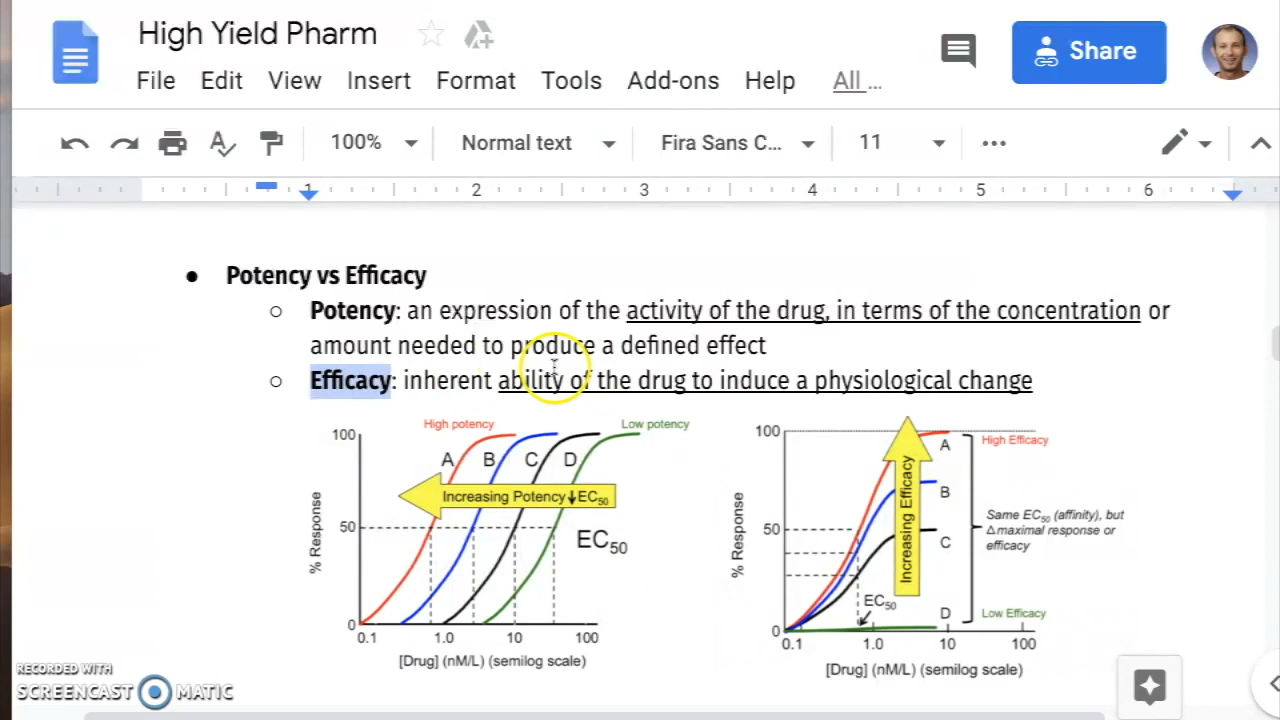 High Yield Pharm
File Edit View Insert Format Tools Add-ons Help All ...
Share
100% Normal text Fira Sans C... 11
1 2 3 4 5 6
● Potency vs Efficacy
○ Potency: an expression of the activity of the drug, in terms of the concentration or
amount needed to produce a defined effect
○ Efficacy: inherent ability of the drug to induce a physiological change
High potency Low potency
100
A B C D
Increasing Potency ↓ EC50
50
EC50
% Response
0
0.1 1.0 10 100
[Drug] (nM/L) (semilog scale)
100
High Efficacy
A
B
Increasing Efficacy
Same EC50 (affinity), but
Δ maximal response or
efficacy
50
C
% Response
EC50
D
Low Efficacy
0
0.1 1.0 10 100
[Drug] (nM/L) (semilog scale)
RECORDED WITH
SCREENCAST MATIC